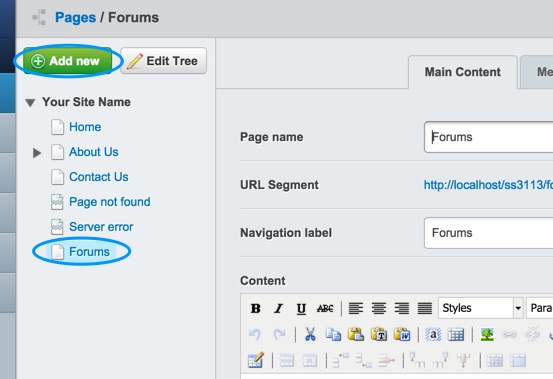 Pages / Forums
Add new
Edit Tree
Main Content
Me
Your Site Name
Home
About Us
Contact Us
Page not found
Server error
Forums
Page name
Forums
URL Segment
http://localhost/ss3113/fo
Navigation label
Forums
Content
B I U ABC
Styles
Para